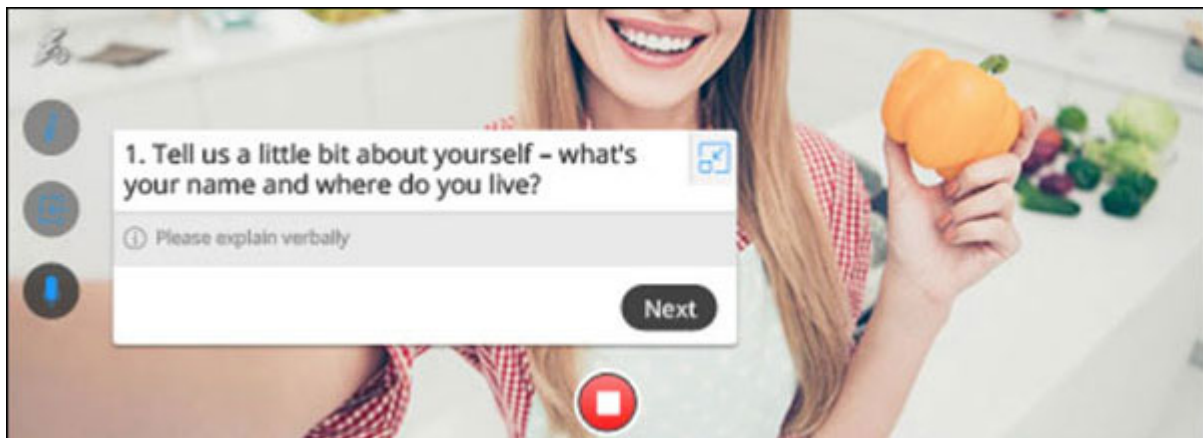 1. Tell us a little bit about yourself – what's
your name and where do you live?
Please explain verbally
Next